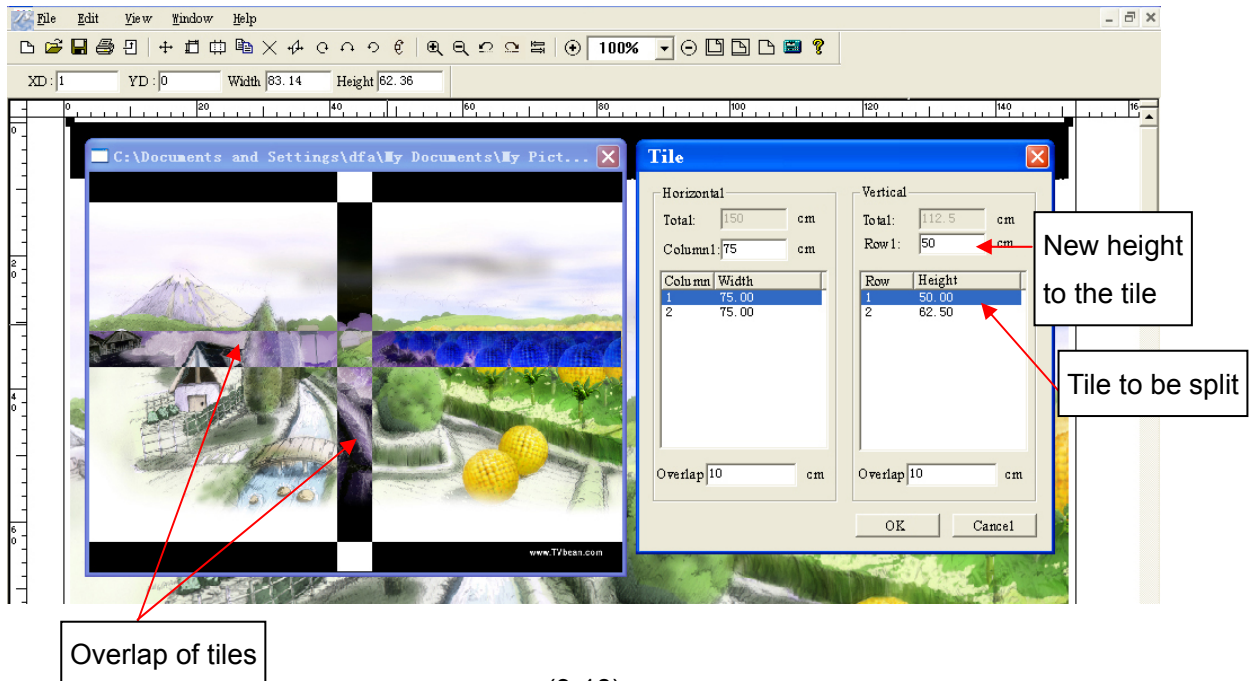 File Edit View Window Help
100%
XD: 1 YD: 0 Width 83.14 Height 62.36
0 20 40 60 80 100 120 140 16
0
20
40
60
C:\Documents and Settings\dfa\My Documents\My Pict...
www.TVbean.com
Tile
Horizontal
Total: 150 cm
Column1: 75 cm
Column Width
1 75.00
2 75.00
Overlap 10 cm
Vertical
Total: 112.5 cm
Row1: 50 cm
Row Height
1 50.00
2 62.50
Overlap 10 cm
OK Cancel
New height
to the tile
Tile to be split
Overlap of tiles